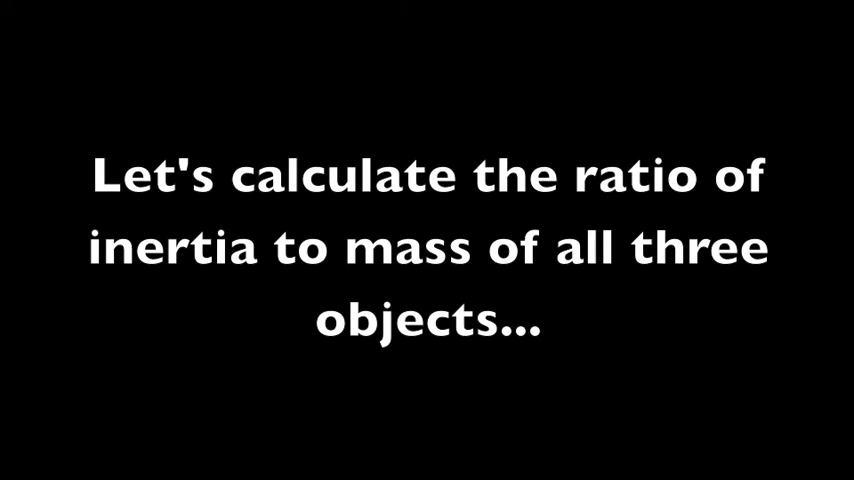 Let's calculate the ratio of
inertia to mass of all three
objects...